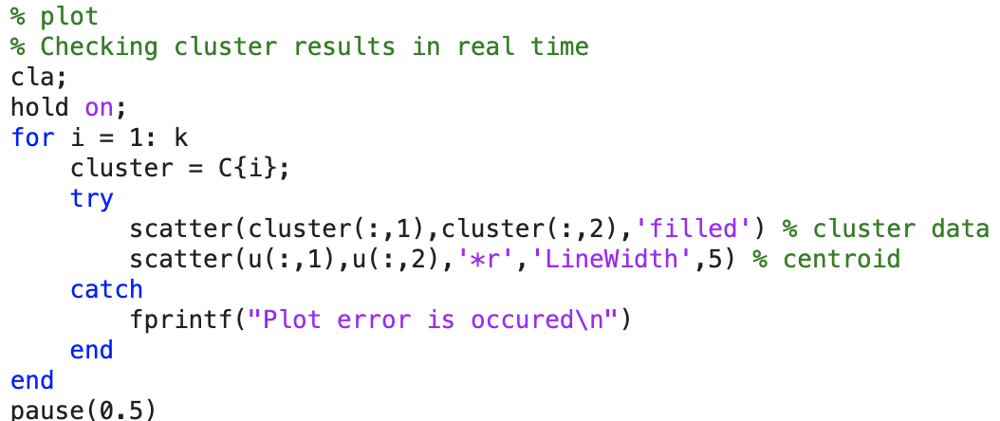 % plot
% Checking cluster results in real time
cla;
hold on;
for i = 1: k
    cluster = C{i};
    try
        scatter(cluster(:,1),cluster(:,2),'filled') % cluster data
        scatter(u(:,1),u(:,2),'*r','LineWidth',5) % centroid
    catch
        fprintf("Plot error is occured\n")
    end
end
pause(0.5)